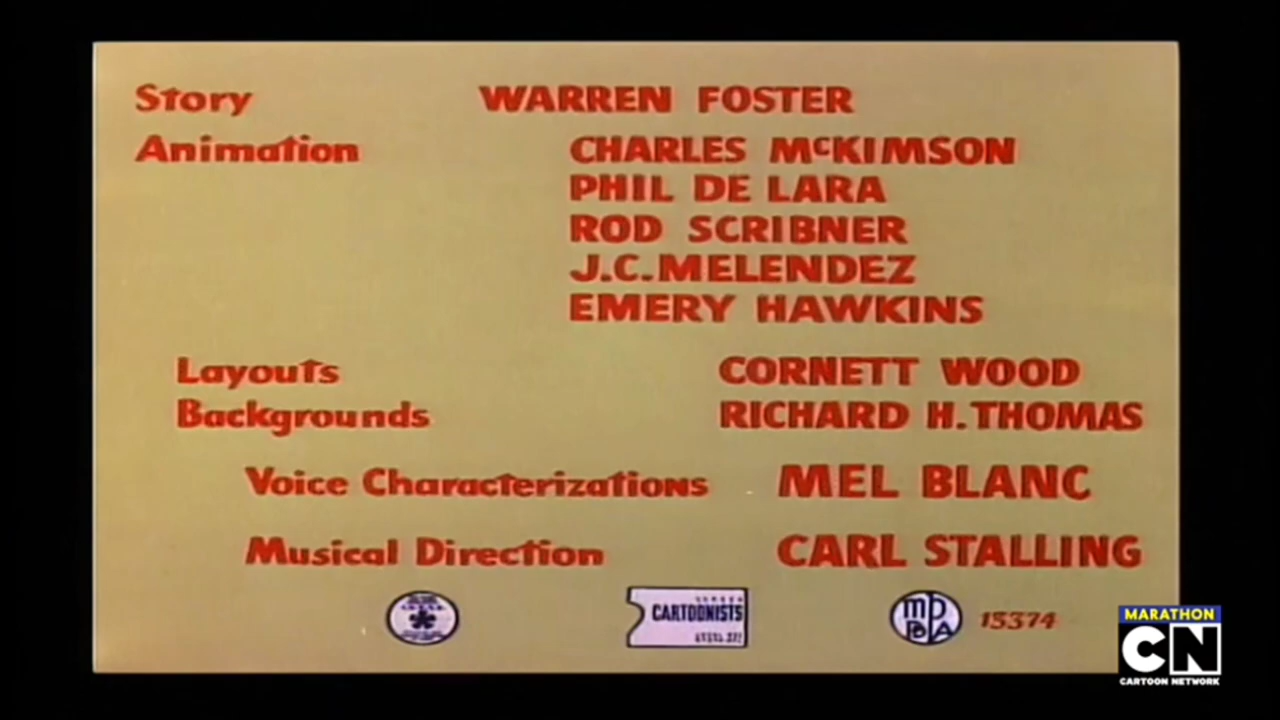 Story WARREN FOSTER
Animation CHARLES McKIMSON
PHIL DE LARA
ROD SCRIBNER
J.C.MELENDEZ
EMERY HAWKINS
Layouts CORNETT WOOD
Backgrounds RICHARD H.THOMAS
Voice Characterizations MEL BLANC
Musical Direction CARL STALLING
CARTOONISTS
MPPDA 15374
MARATHON
CN
CARTOON NETWORK